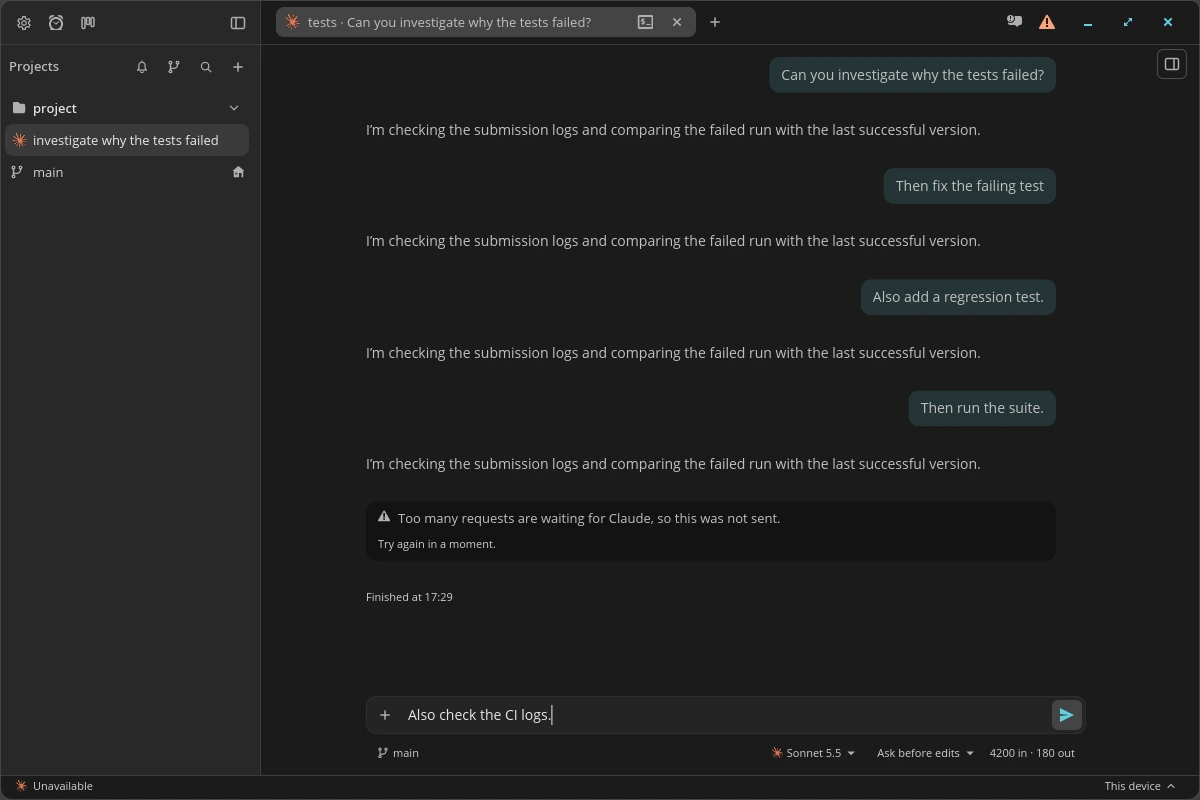 tests · Can you investigate why the tests failed?
Projects
project
investigate why the tests failed
main
Can you investigate why the tests failed?
I'm checking the submission logs and comparing the failed run with the last successful version.
Then fix the failing test
I'm checking the submission logs and comparing the failed run with the last successful version.
Also add a regression test.
I'm checking the submission logs and comparing the failed run with the last successful version.
Then run the suite.
I'm checking the submission logs and comparing the failed run with the last successful version.
Too many requests are waiting for Claude, so this was not sent.
Try again in a moment.
Finished at 17:29
Also check the CI logs.
main
Sonnet 5.5
Ask before edits
4200 in · 180 out
Unavailable
This device